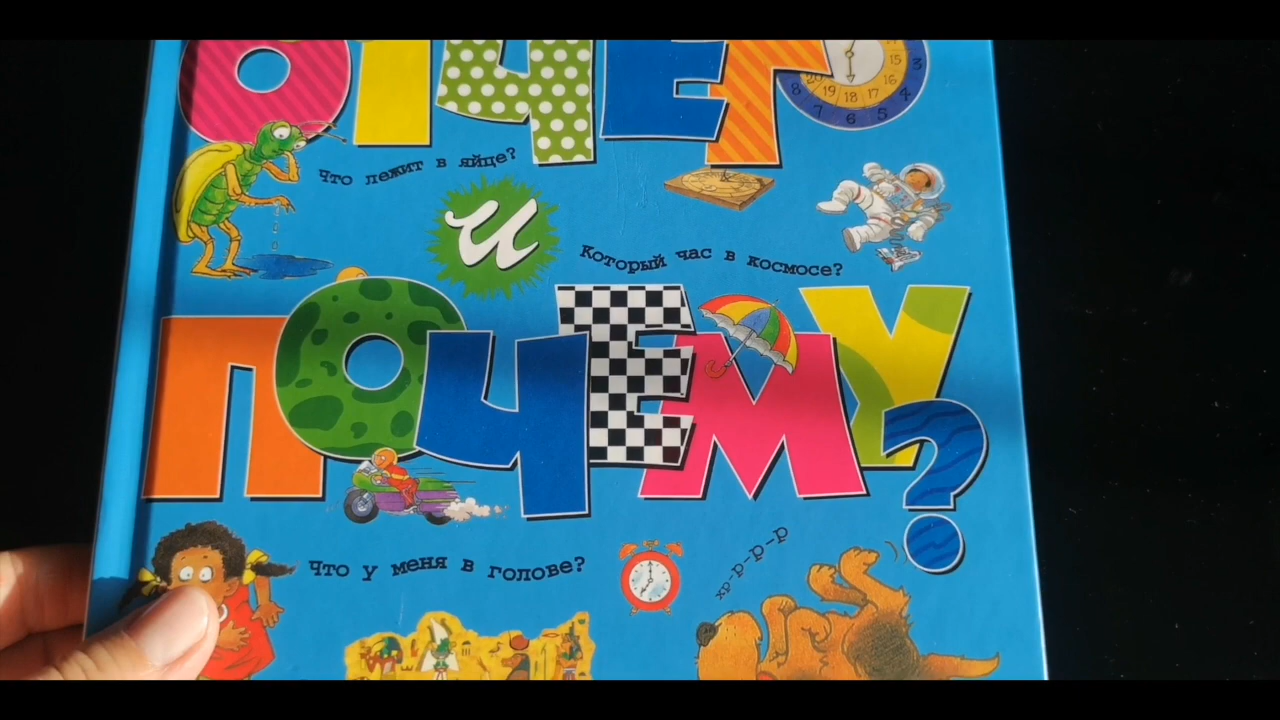 ОТЧЕГО
Что лежит в яйце?
и
Который час в космосе?
ПОЧЕМУ?
Что у меня в голове?
хр-р-р-р